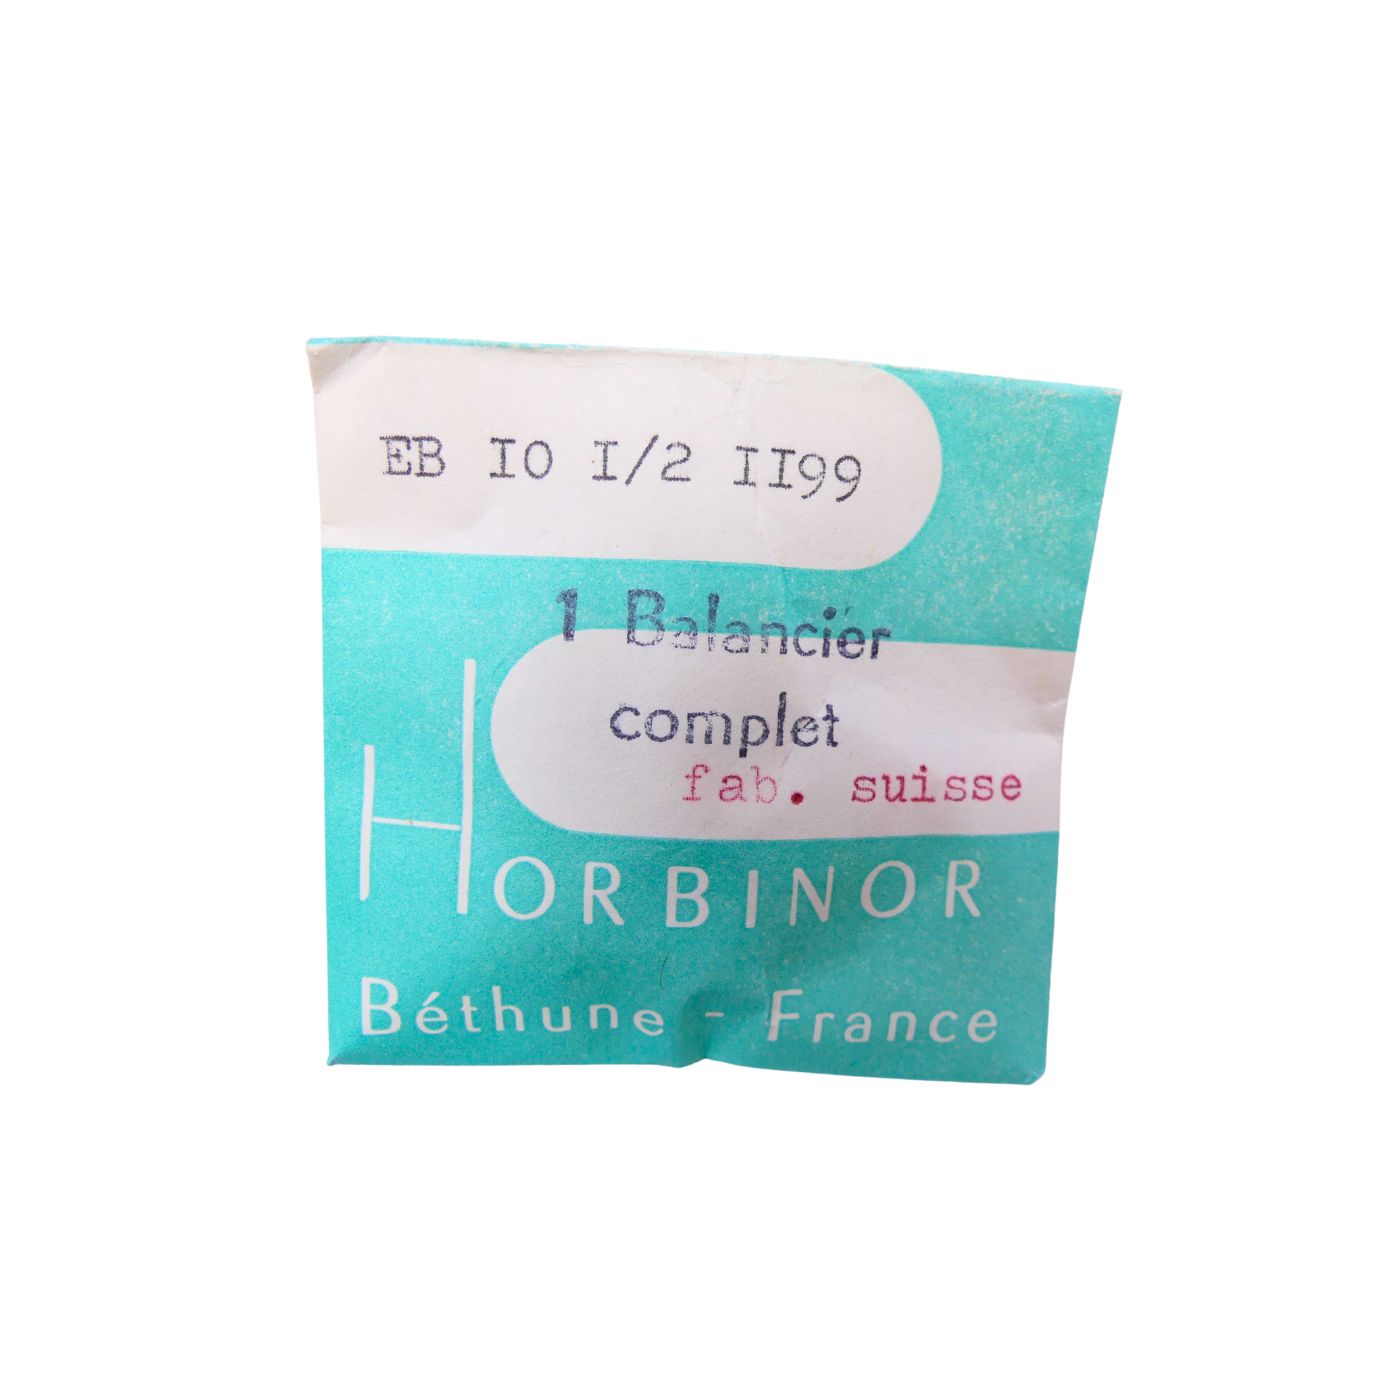 EB IO I/2 II99
1 Balancier
complet
fab. suisse
HORBINOR
Béthune - France